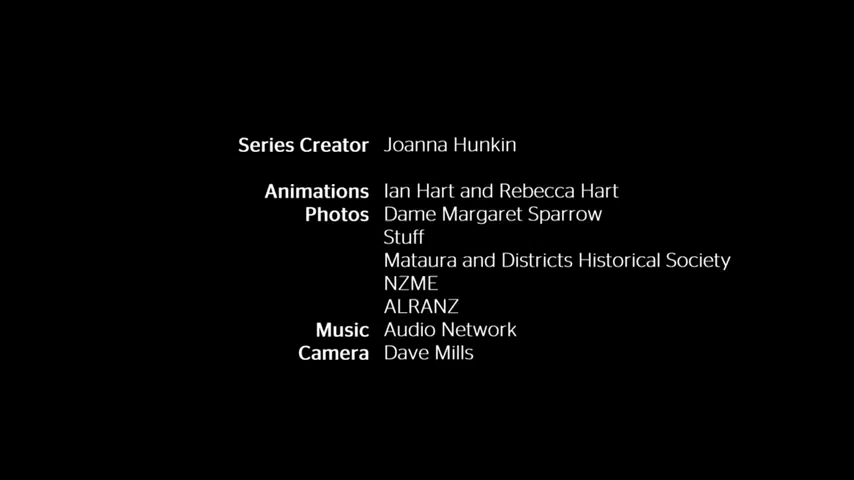 Series Creator Joanna Hunkin
Animations Ian Hart and Rebecca Hart
Photos Dame Margaret Sparrow
Stuff
Mataura and Districts Historical Society
NZME
ALRANZ
Music Audio Network
Camera Dave Mills